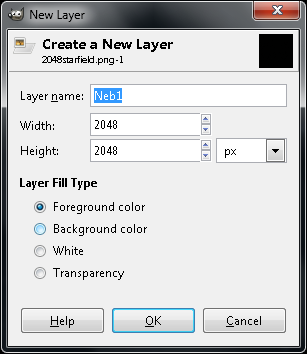 New Layer
Create a New Layer
2048starfield.png-1
Layer name: Neb1
Width: 2048
Height: 2048 px
Layer Fill Type
Foreground color
Background color
White
Transparency
Help OK Cancel